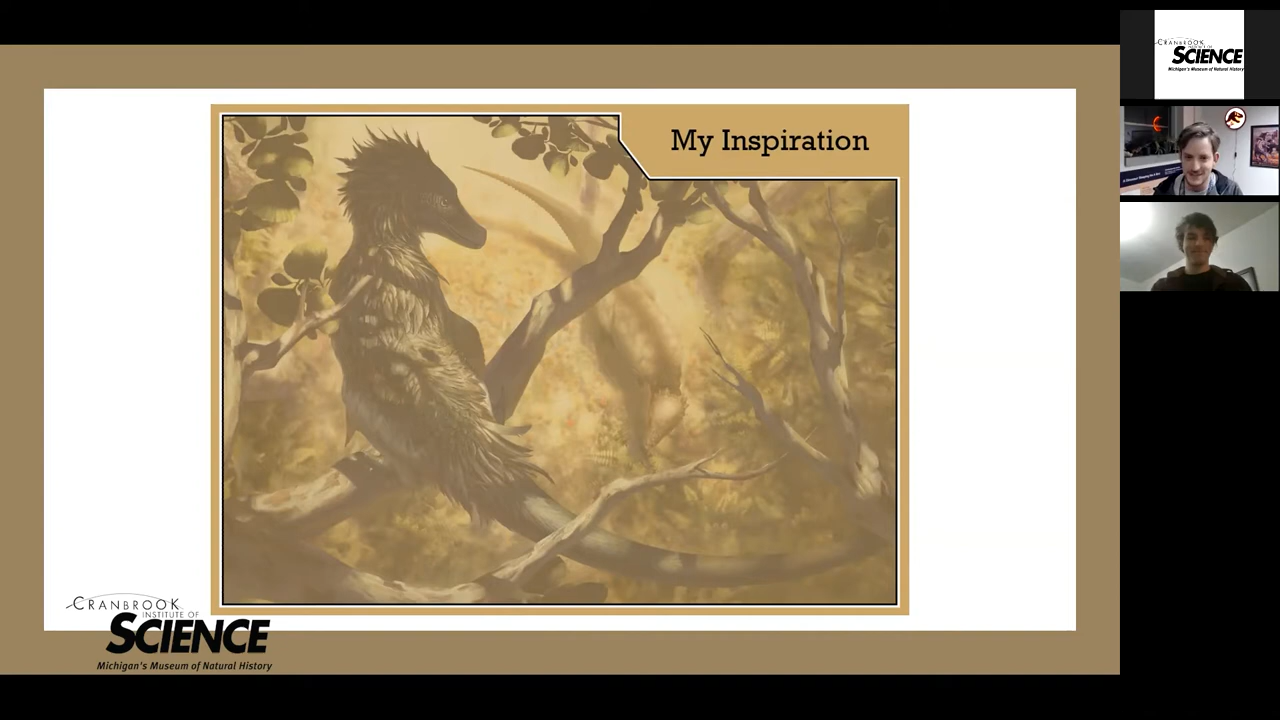 My Inspiration
CRANBROOK
INSTITUTE OF
SCIENCE
Michigan's Museum of Natural History
CRANBROOK
SCIENCE
Michigan's Museum of Natural History